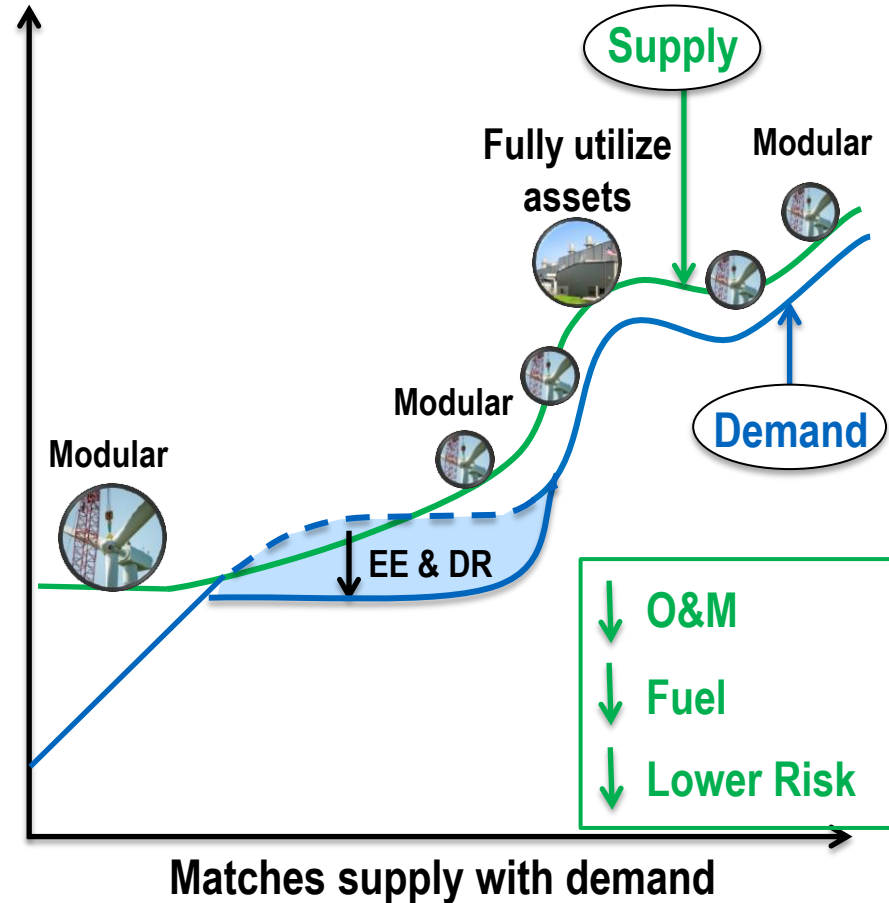 Supply
Fully utilize
assets
Modular
Modular
Modular
Demand
EE & DR
O&M
Fuel
Lower Risk
Matches supply with demand